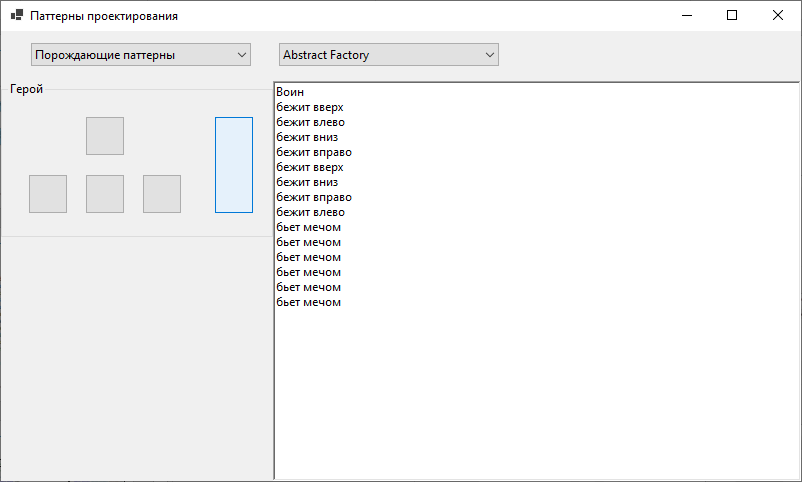 Паттерны проектирования
Порождающие паттерны
Abstract Factory
Герой
Воин
бежит вверх
бежит влево
бежит вниз
бежит вправо
бежит вверх
бежит вниз
бежит вправо
бежит влево
бьет мечом
бьет мечом
бьет мечом
бьет мечом
бьет мечом
бьет мечом